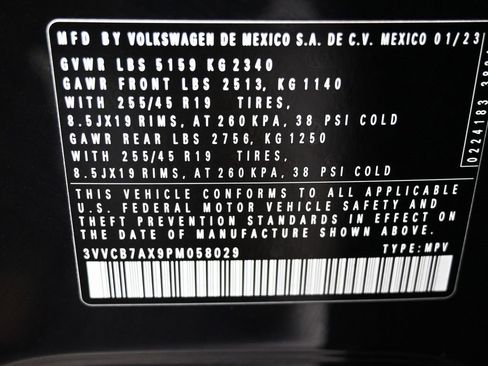 MFD BY VOLKSWAGEN DE MEXICO S.A. DE C.V. MEXICO 01/23
GVWR LBS 5159 KG 2340
GAWR FRONT LBS 2513, KG 1140
WITH 255/45 R19 TIRES,
8.5JX19 RIMS, AT 260 KPA, 38 PSI COLD
GAWR REAR LBS 2756, KG 1250
WITH 255/45 R19 TIRES,
8.5JX19 RIMS, AT 260 KPA, 38 PSI COLD
THIS VEHICLE CONFORMS TO ALL APPLICABLE
U.S. FEDERAL MOTOR VEHICLE SAFETY AND
THEFT PREVENTION STANDARDS IN EFFECT ON
THE DATE OF MANUFACTURE SHOWN ABOVE.
3VVCB7AX9PM058029 TYPE: MPV
0224183